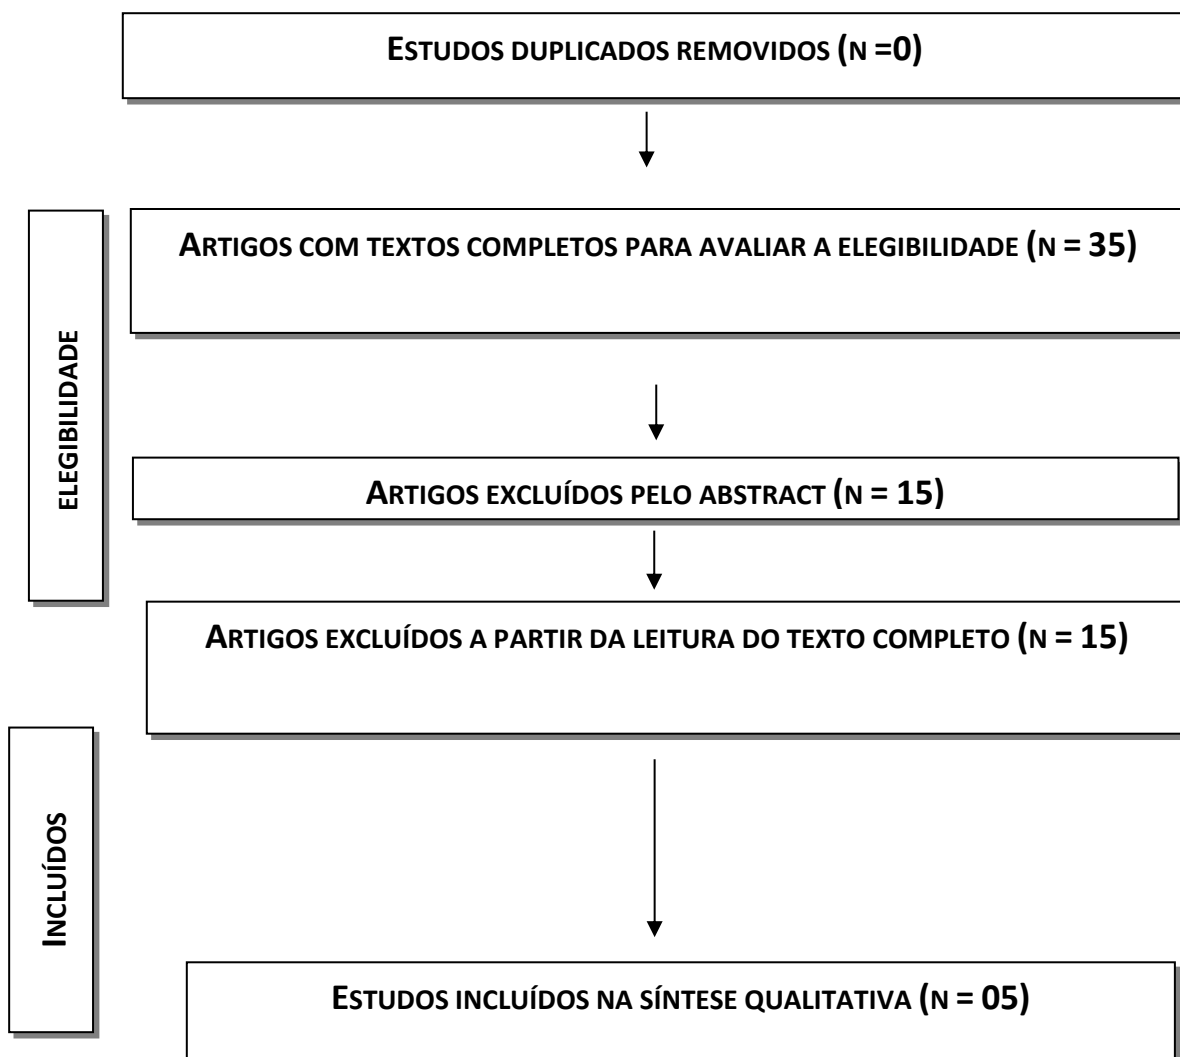 ESTUDOS DUPLICADOS REMOVIDOS (N =0)
ARTIGOS COM TEXTOS COMPLETOS PARA AVALIAR A ELEGIBILIDADE (N = 35)
ELEGIBILIDADE
ARTIGOS EXCLUÍDOS PELO ABSTRACT (N = 15)
ARTIGOS EXCLUÍDOS A PARTIR DA LEITURA DO TEXTO COMPLETO (N = 15)
INCLUÍDOS
ESTUDOS INCLUÍDOS NA SÍNTESE QUALITATIVA (N = 05)